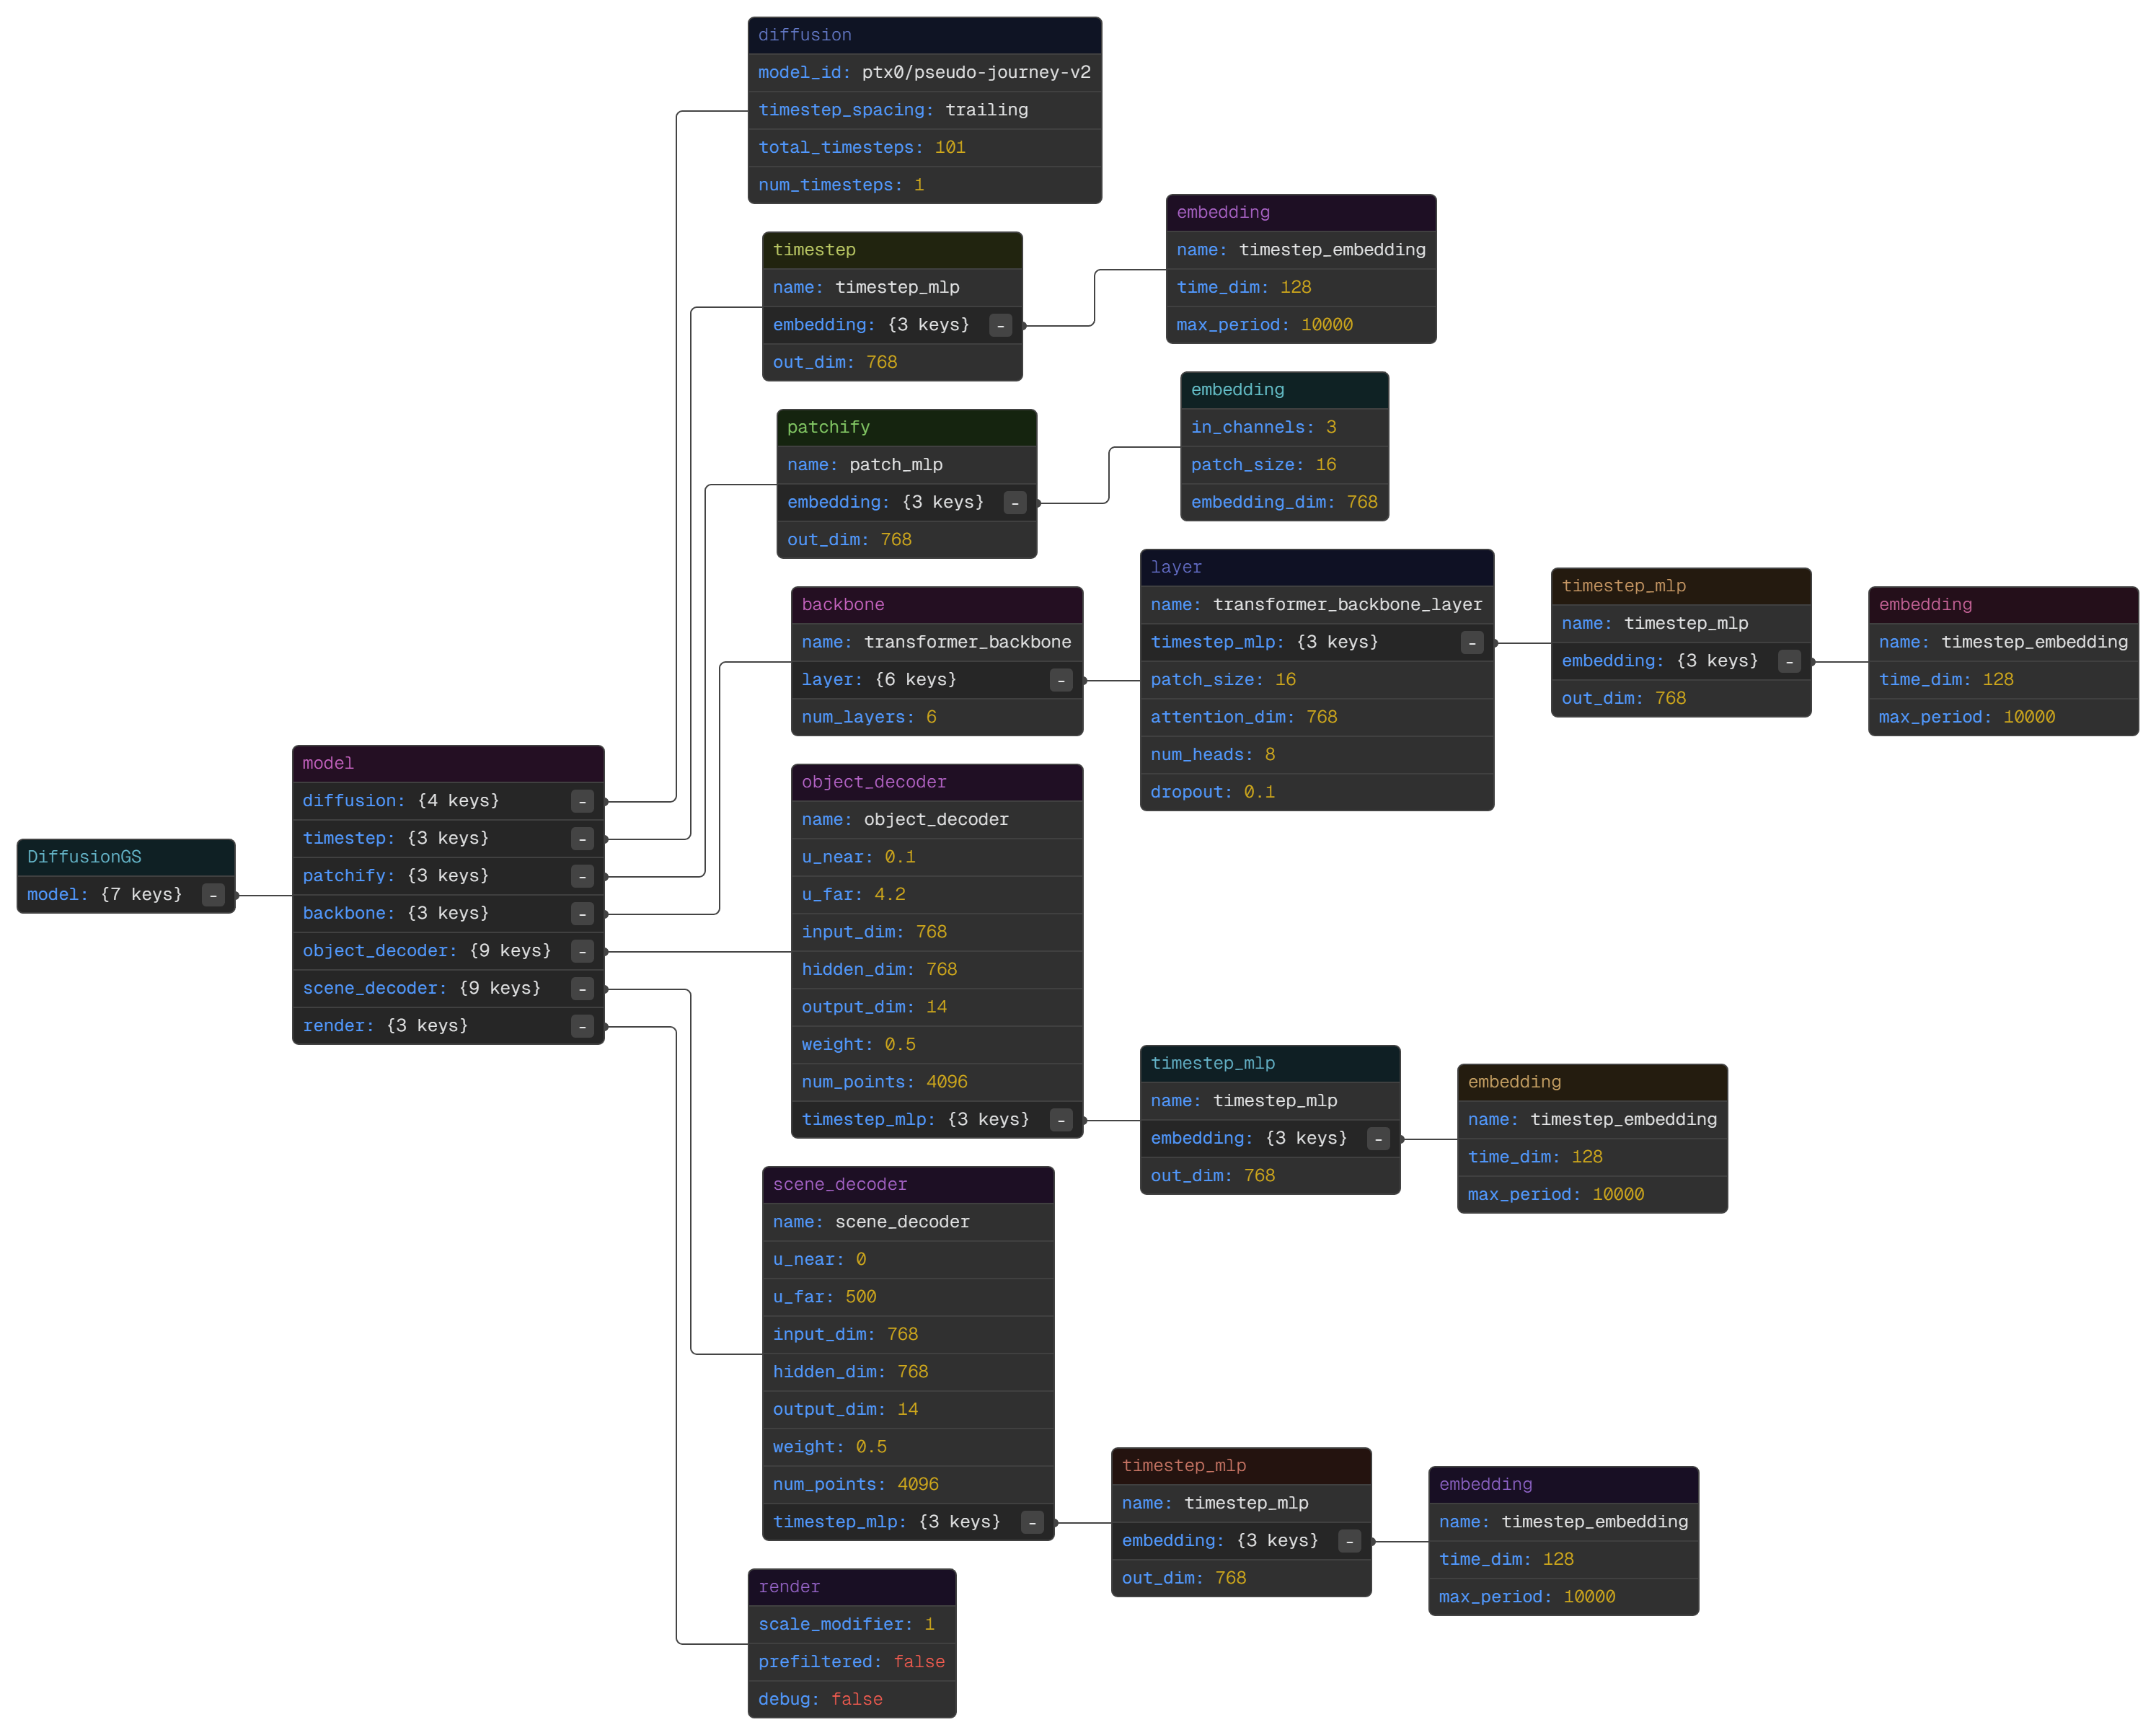 DiffusionGS
model: {7 keys} -
model
diffusion: {4 keys} -
timestep: {3 keys} -
patchify: {3 keys} -
backbone: {3 keys} -
object_decoder: {9 keys} -
scene_decoder: {9 keys} -
render: {3 keys} -
diffusion
model_id: ptx0/pseudo-journey-v2
timestep_spacing: trailing
total_timesteps: 101
num_timesteps: 1
timestep
name: timestep_mlp
embedding: {3 keys} -
out_dim: 768
embedding
name: timestep_embedding
time_dim: 128
max_period: 10000
patchify
name: patch_mlp
embedding: {3 keys} -
out_dim: 768
embedding
in_channels: 3
patch_size: 16
embedding_dim: 768
backbone
name: transformer_backbone
layer: {6 keys} -
num_layers: 6
layer
name: transformer_backbone_layer
timestep_mlp: {3 keys} -
patch_size: 16
attention_dim: 768
num_heads: 8
dropout: 0.1
timestep_mlp
name: timestep_mlp
embedding: {3 keys} -
out_dim: 768
embedding
name: timestep_embedding
time_dim: 128
max_period: 10000
object_decoder
name: object_decoder
u_near: 0.1
u_far: 4.2
input_dim: 768
hidden_dim: 768
output_dim: 14
weight: 0.5
num_points: 4096
timestep_mlp: {3 keys} -
timestep_mlp
name: timestep_mlp
embedding: {3 keys} -
out_dim: 768
embedding
name: timestep_embedding
time_dim: 128
max_period: 10000
scene_decoder
name: scene_decoder
u_near: 0
u_far: 500
input_dim: 768
hidden_dim: 768
output_dim: 14
weight: 0.5
num_points: 4096
timestep_mlp: {3 keys} -
timestep_mlp
name: timestep_mlp
embedding: {3 keys} -
out_dim: 768
embedding
name: timestep_embedding
time_dim: 128
max_period: 10000
render
scale_modifier: 1
prefiltered: false
debug: false